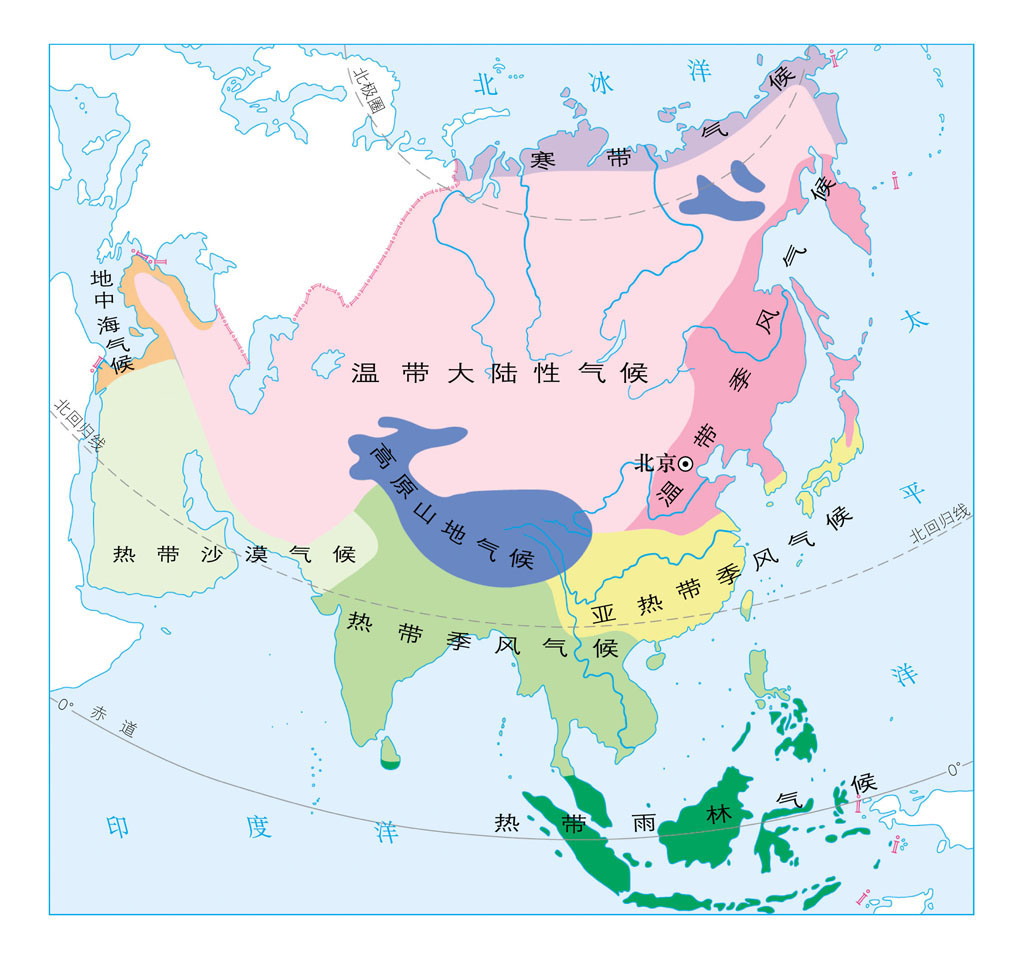 北冰洋
北极圈
寒带气候
地中海气候
温带大陆性气候
温带季风气候
太平洋
北回归线
北京
高原山地气候
北回归线
热带沙漠气候
亚热带季风气候
热带季风气候
0°
赤道
0°
热带雨林气候
印度洋